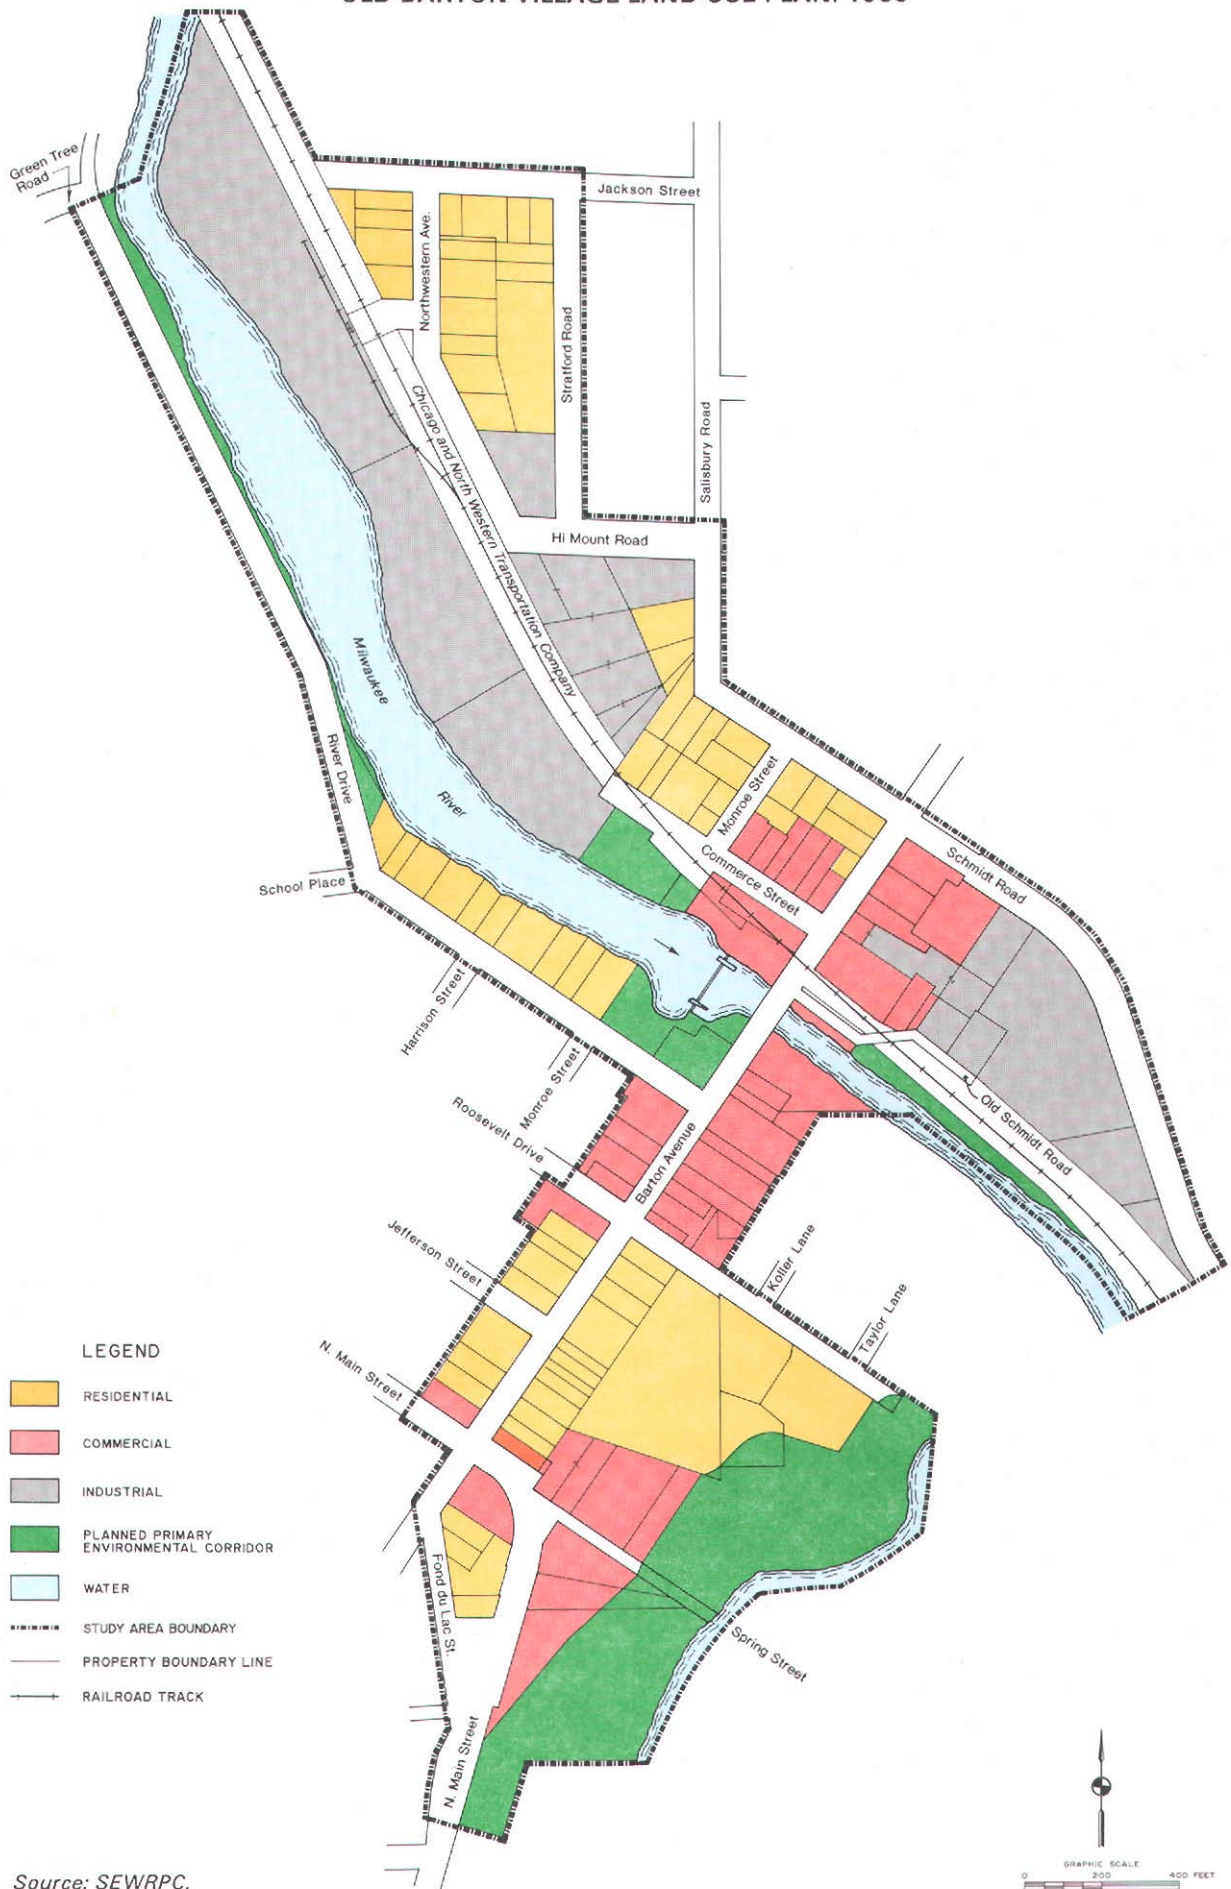 Green Tree
Road
Jackson Street
Northwestern Ave.
Stratford Road
Salisbury Road
Chicago and North Western Transportation Company
Hi Mount Road
Milwaukee
River
River Drive
School Place
Monroe Street
Commerce Street
Schmidt Road
Harrison Street
Monroe Street
Roosevelt Drive
Barton Avenue
Old Schmidt Road
Jefferson Street
Koller Lane
Taylor Lane
N. Main Street
Fond du Lac St.
Spring Street
N. Main Street
LEGEND
RESIDENTIAL
COMMERCIAL
INDUSTRIAL
PLANNED PRIMARY
ENVIRONMENTAL CORRIDOR
WATER
STUDY AREA BOUNDARY
PROPERTY BOUNDARY LINE
RAILROAD TRACK
GRAPHIC SCALE
0 200 400 FEET
Source: SEWRPC.